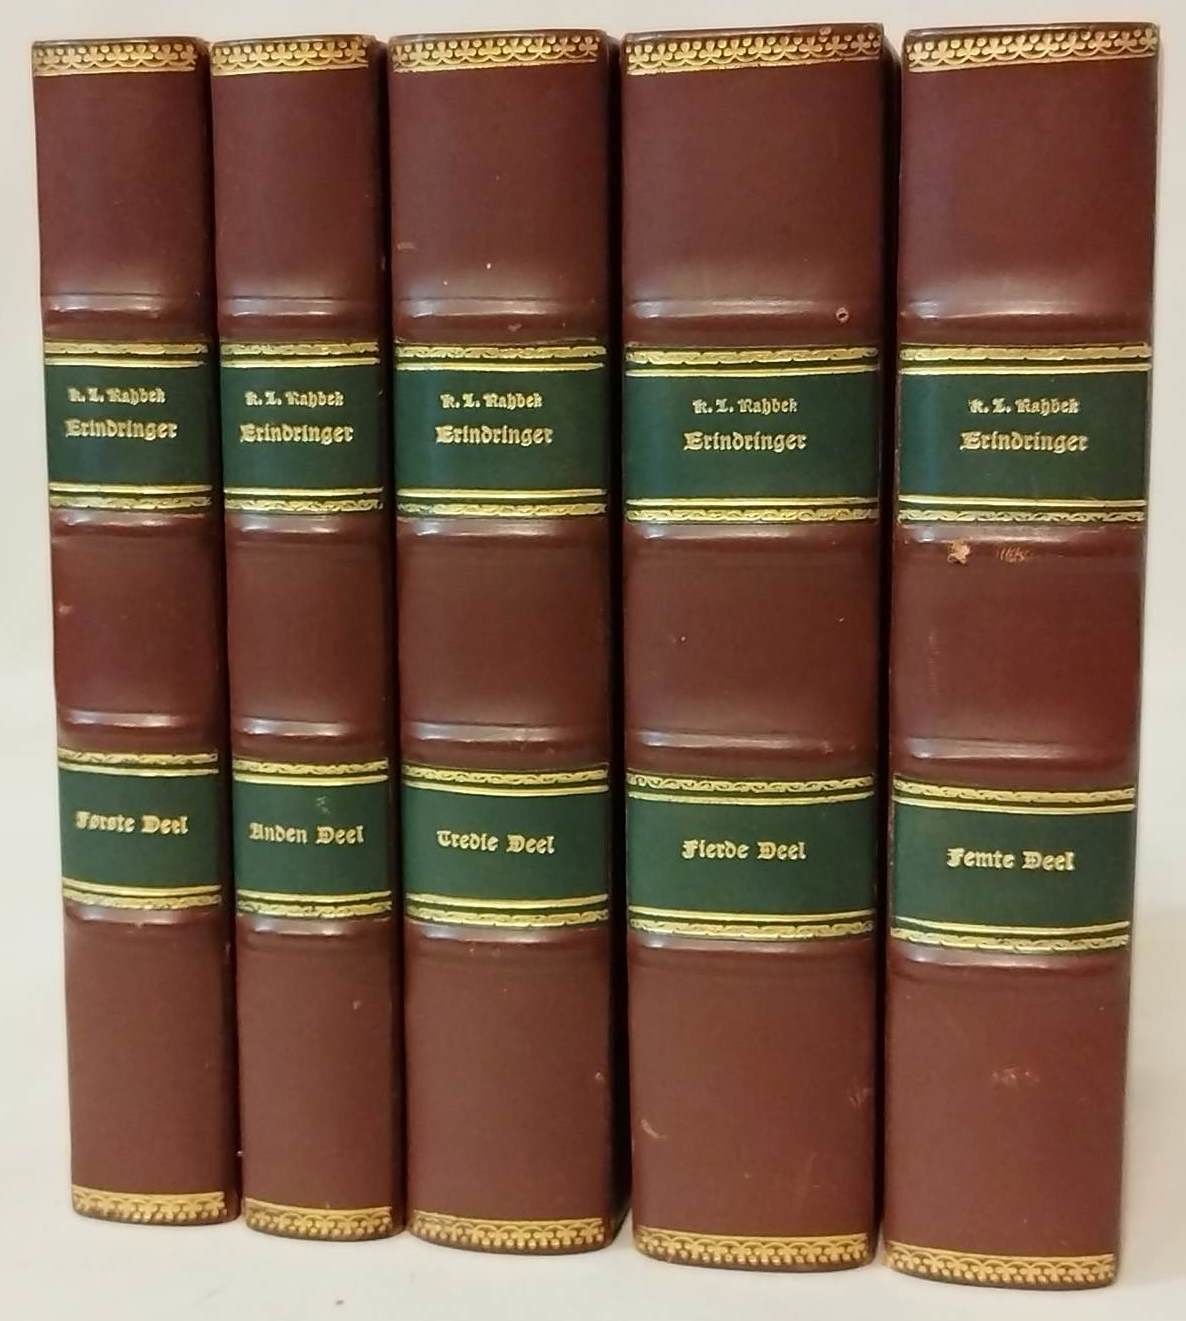 K. L. Rahbek
Erindringer
Første Deel
K. L. Rahbek
Erindringer
Anden Deel
K. L. Rahbek
Erindringer
Tredie Deel
K. L. Rahbek
Erindringer
Fierde Deel
K. L. Rahbek
Erindringer
Femte Deel